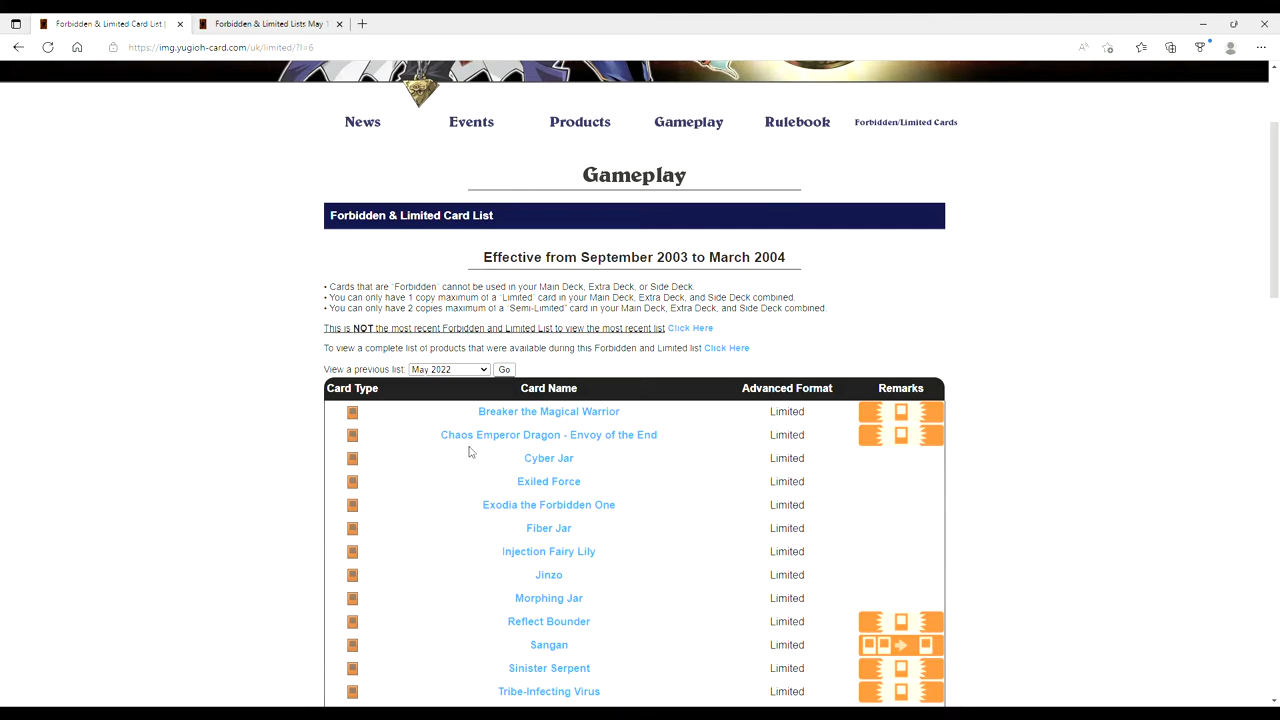 Forbidden & Limited Card List |
Forbidden & Limited Lists May
https://img.yugioh-card.com/uk/limited/?l=6
News Events Products Gameplay Rulebook Forbidden/Limited Cards
Gameplay
Forbidden & Limited Card List
Effective from September 2003 to March 2004
• Cards that are "Forbidden" cannot be used in your Main Deck, Extra Deck, or Side Deck.
• You can only have 1 copy maximum of a "Limited" card in your Main Deck, Extra Deck, and Side Deck combined.
• You can only have 2 copies maximum of a "Semi-Limited" card in your Main Deck, Extra Deck, and Side Deck combined.
This is NOT the most recent Forbidden and Limited List to view the most recent list Click Here
To view a complete list of products that were available during this Forbidden and Limited list Click Here
View a previous list: May 2022 Go
Card Type Card Name Advanced Format Remarks
Breaker the Magical Warrior Limited
Chaos Emperor Dragon - Envoy of the End Limited
Cyber Jar Limited
Exiled Force Limited
Exodia the Forbidden One Limited
Fiber Jar Limited
Injection Fairy Lily Limited
Jinzo Limited
Morphing Jar Limited
Reflect Bounder Limited
Sangan Limited
Sinister Serpent Limited
Tribe-Infecting Virus Limited